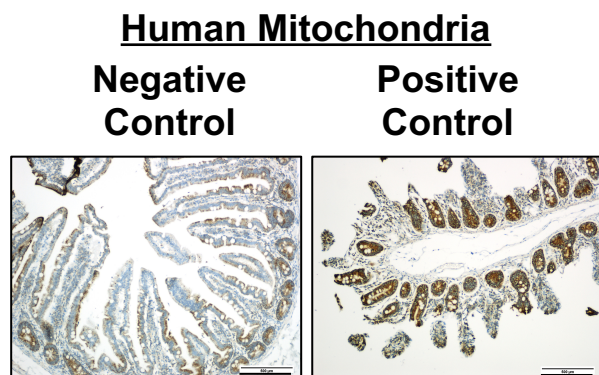 Human Mitochondria
Negative
Control
Positive
Control